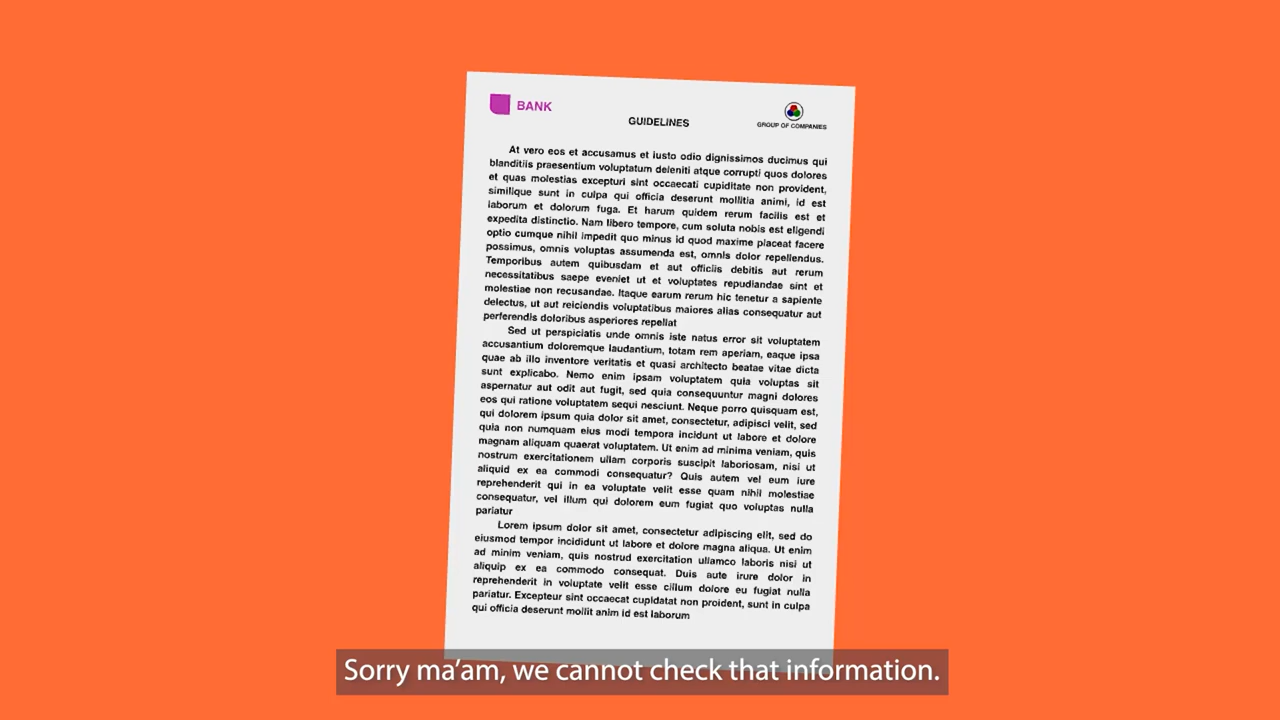 BANK
GUIDELINES
GROUP OF COMPANIES
At vero eos et accusamus et iusto odio dignissimos ducimus qui
blanditiis praesentium voluptatum deleniti atque corrupti quos dolores
et quas molestias excepturi sint occaecati cupiditate non provident,
similique sunt in culpa qui officia deserunt mollitia animi, id est
laborum et dolorum fuga. Et harum quidem rerum facilis est et
expedita distinctio. Nam libero tempore, cum soluta nobis est eligendi
optio cumque nihil impedit quo minus id quod maxime placeat facere
possimus, omnis voluptas assumenda est, omnis dolor repellendus.
Temporibus autem quibusdam et aut officiis debitis aut rerum
necessitatibus saepe eveniet ut et voluptates repudiandae sint et
molestiae non recusandae. Itaque earum rerum hic tenetur a sapiente
delectus, ut aut reiciendis voluptatibus maiores alias consequatur aut
perferendis doloribus asperiores repellat
Sed ut perspiciatis unde omnis iste natus error sit voluptatem
accusantium doloremque laudantium, totam rem aperiam, eaque ipsa
quae ab illo inventore veritatis et quasi architecto beatae vitae dicta
sunt explicabo. Nemo enim ipsam voluptatem quia voluptas sit
aspernatur aut odit aut fugit, sed quia consequuntur magni dolores
eos qui ratione voluptatem sequi nesciunt. Neque porro quisquam est,
qui dolorem ipsum quia dolor sit amet, consectetur, adipisci velit, sed
quia non numquam eius modi tempora incidunt ut labore et dolore
magnam aliquam quaerat voluptatem. Ut enim ad minima veniam, quis
nostrum exercitationem ullam corporis suscipit laboriosam, nisi ut
aliquid ex ea commodi consequatur? Quis autem vel eum iure
reprehenderit qui in ea voluptate velit esse quam nihil molestiae
consequatur, vel illum qui dolorem eum fugiat quo voluptas nulla
pariatur
Lorem ipsum dolor sit amet, consectetur adipiscing elit, sed do
eiusmod tempor incididunt ut labore et dolore magna aliqua. Ut enim
ad minim veniam, quis nostrud exercitation ullamco laboris nisi ut
aliquip ex ea commodo consequat. Duis aute irure dolor in
reprehenderit in voluptate velit esse cillum dolore eu fugiat nulla
pariatur. Excepteur sint occaecat cupidatat non proident, sunt in culpa
qui officia deserunt mollit anim id est laborum
Sorry ma’am, we cannot check that information.